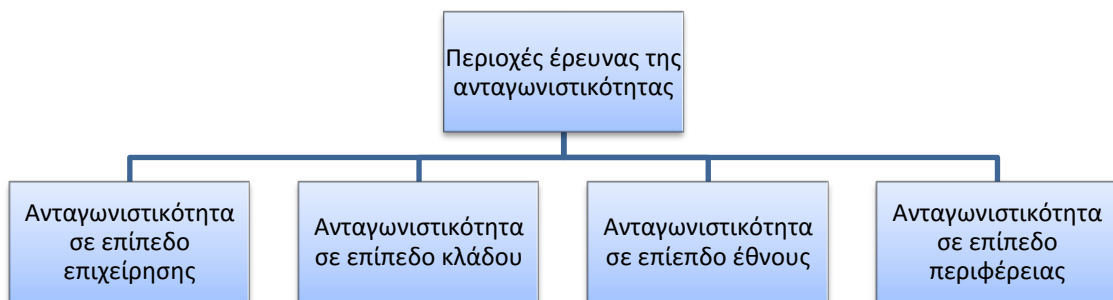 Περιοχές έρευνας της
ανταγωνιστικότητας
Ανταγωνιστικότητα
σε επίπεδο
επιχείρησης
Ανταγωνιστικότητα
σε επίπεδο κλάδου
Ανταγωνιστικότητα
σε επίεπδο έθνους
Ανταγωνιστικότητα
σε επίπεδο
περιφέρειας